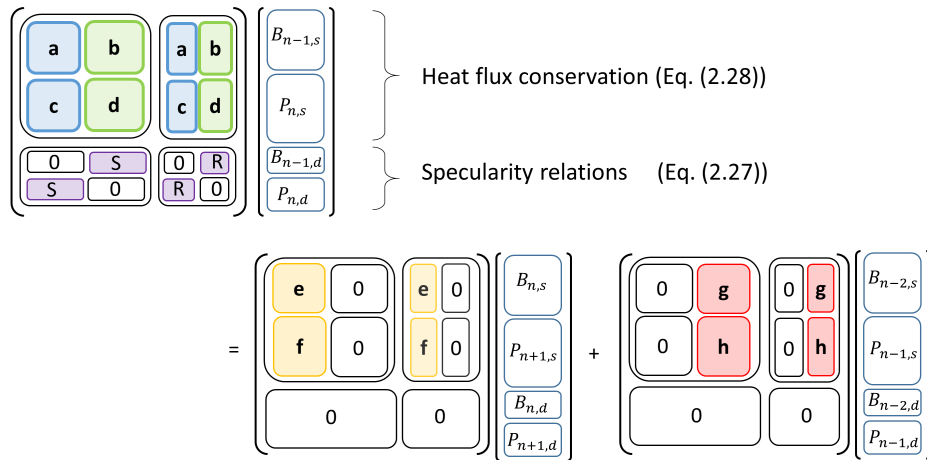 a b a b B_{n−1,s}
Heat flux conservation (Eq. (2.28))
c d c d P_{n,s}
0 S 0 R B_{n−1,d}
Specularity relations (Eq. (2.27))
S 0 R 0 P_{n,d}
e 0 e 0 B_{n,s} 0 g 0 g B_{n−2,s}
= f 0 f 0 P_{n+1,s} + 0 h 0 h P_{n−1,s}
0 0 B_{n,d} 0 0 B_{n−2,d}
P_{n+1,d} P_{n−1,d}